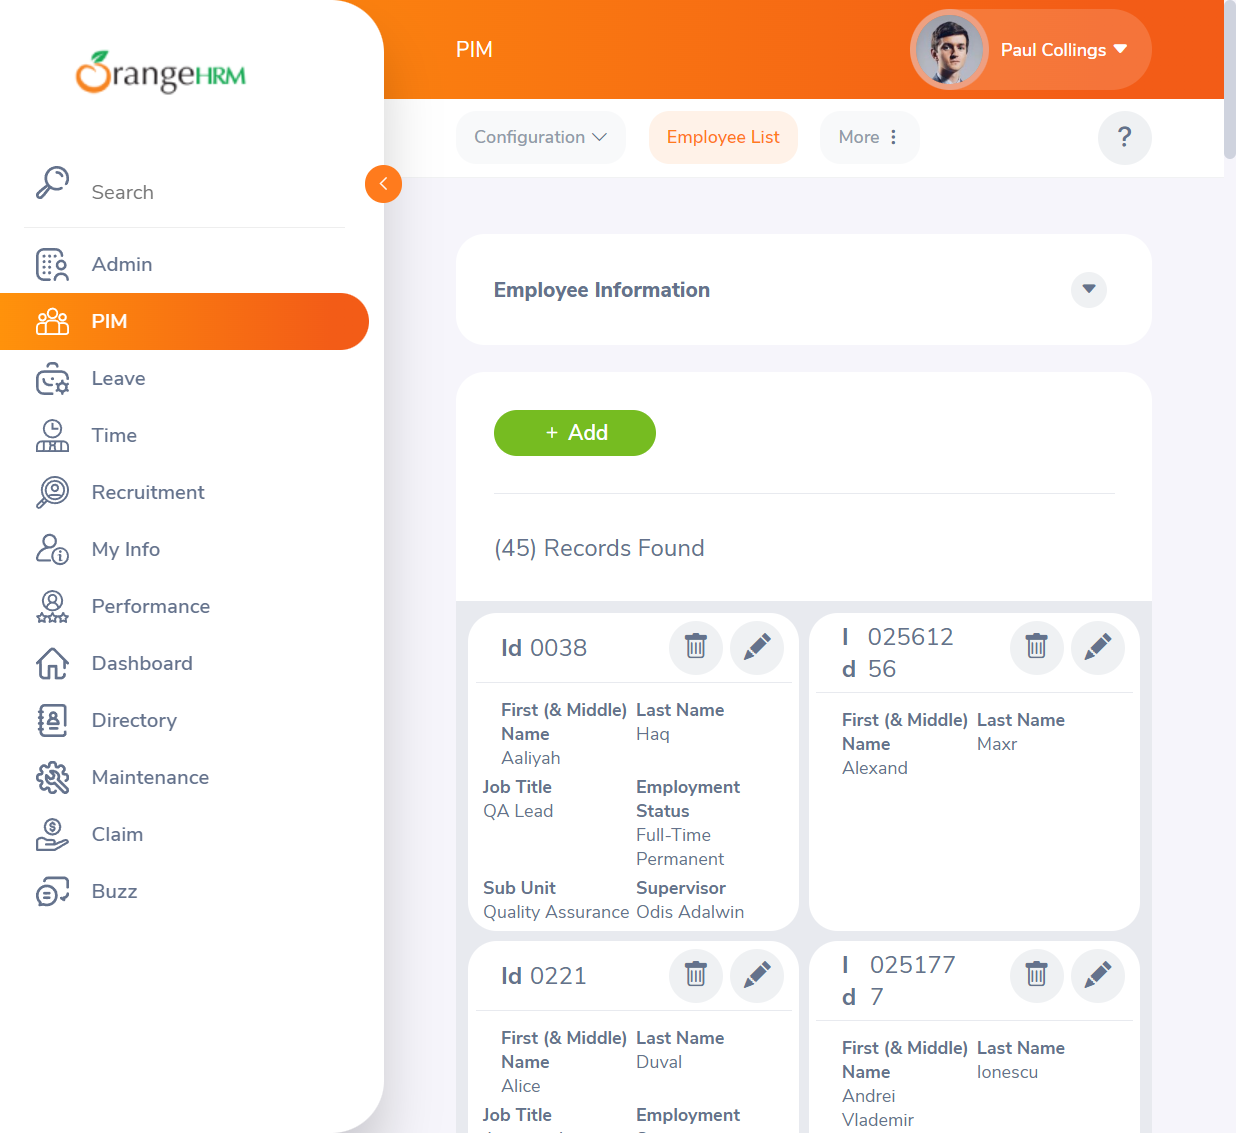 OrangeHRM
PIM
Paul Collings
Configuration
Employee List
More
?
Search
Admin
PIM
Leave
Time
Recruitment
My Info
Performance
Dashboard
Directory
Maintenance
Claim
Buzz
Employee Information
+ Add
(45) Records Found
Id 0038
First (& Middle) Last Name
Name Haq
Aaliyah
Job Title Employment
QA Lead Status
Full-Time
Permanent
Sub Unit Supervisor
Quality Assurance Odis Adalwin
I 025612
d 56
First (& Middle) Last Name
Name Maxr
Alexand
Id 0221
First (& Middle) Last Name
Name Duval
Alice
Job Title Employment
I 025177
d 7
First (& Middle) Last Name
Name Ionescu
Andrei
Vlademir